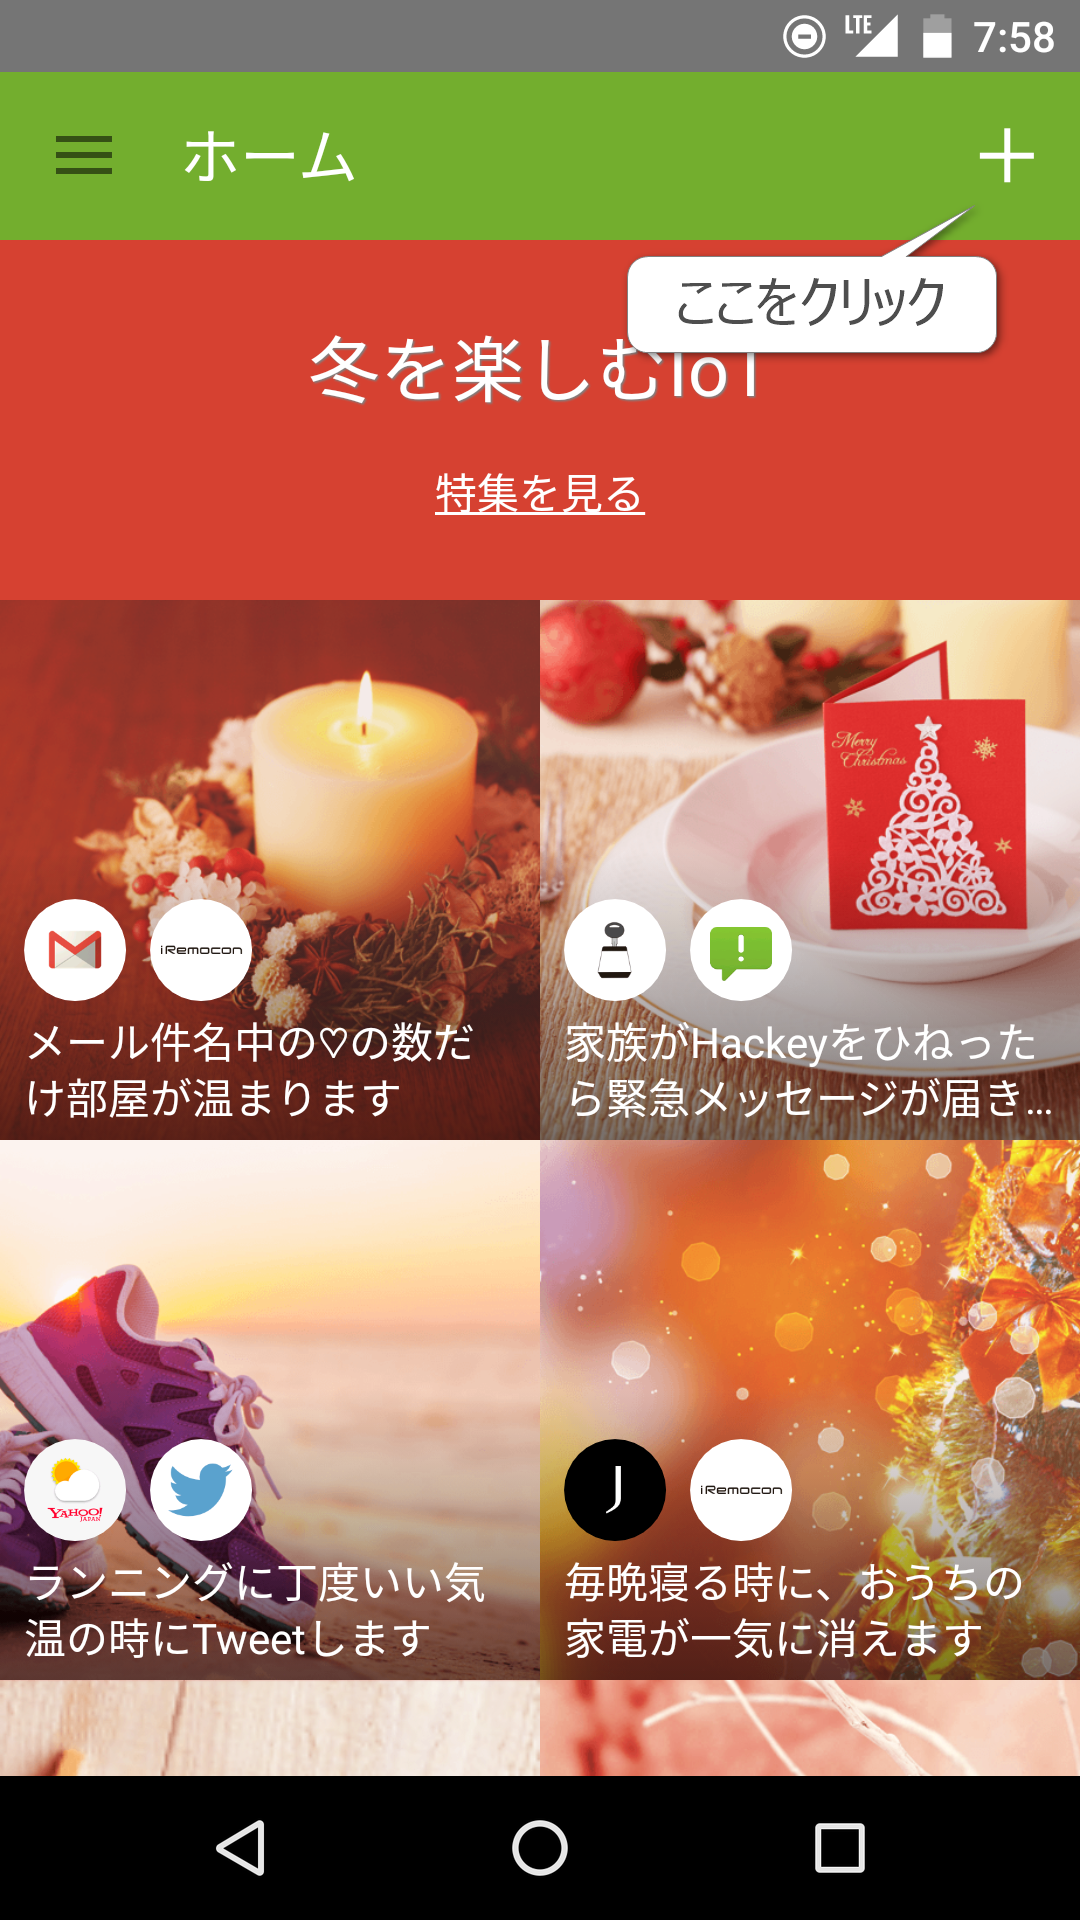 LTE 7:58
ホーム
ここをクリック
冬を楽しむIoT
特集を見る
Merry
Christmas
iRemocon
メール件名中の♡の数だ
け部屋が温まります
家族がHackeyをひねった
ら緊急メッセージが届き...
YAHOO!
JAPAN
ランニングに丁度いい気
温の時にTweetします
J
iRemocon
毎晩寝る時に、おうちの
家電が一気に消えます